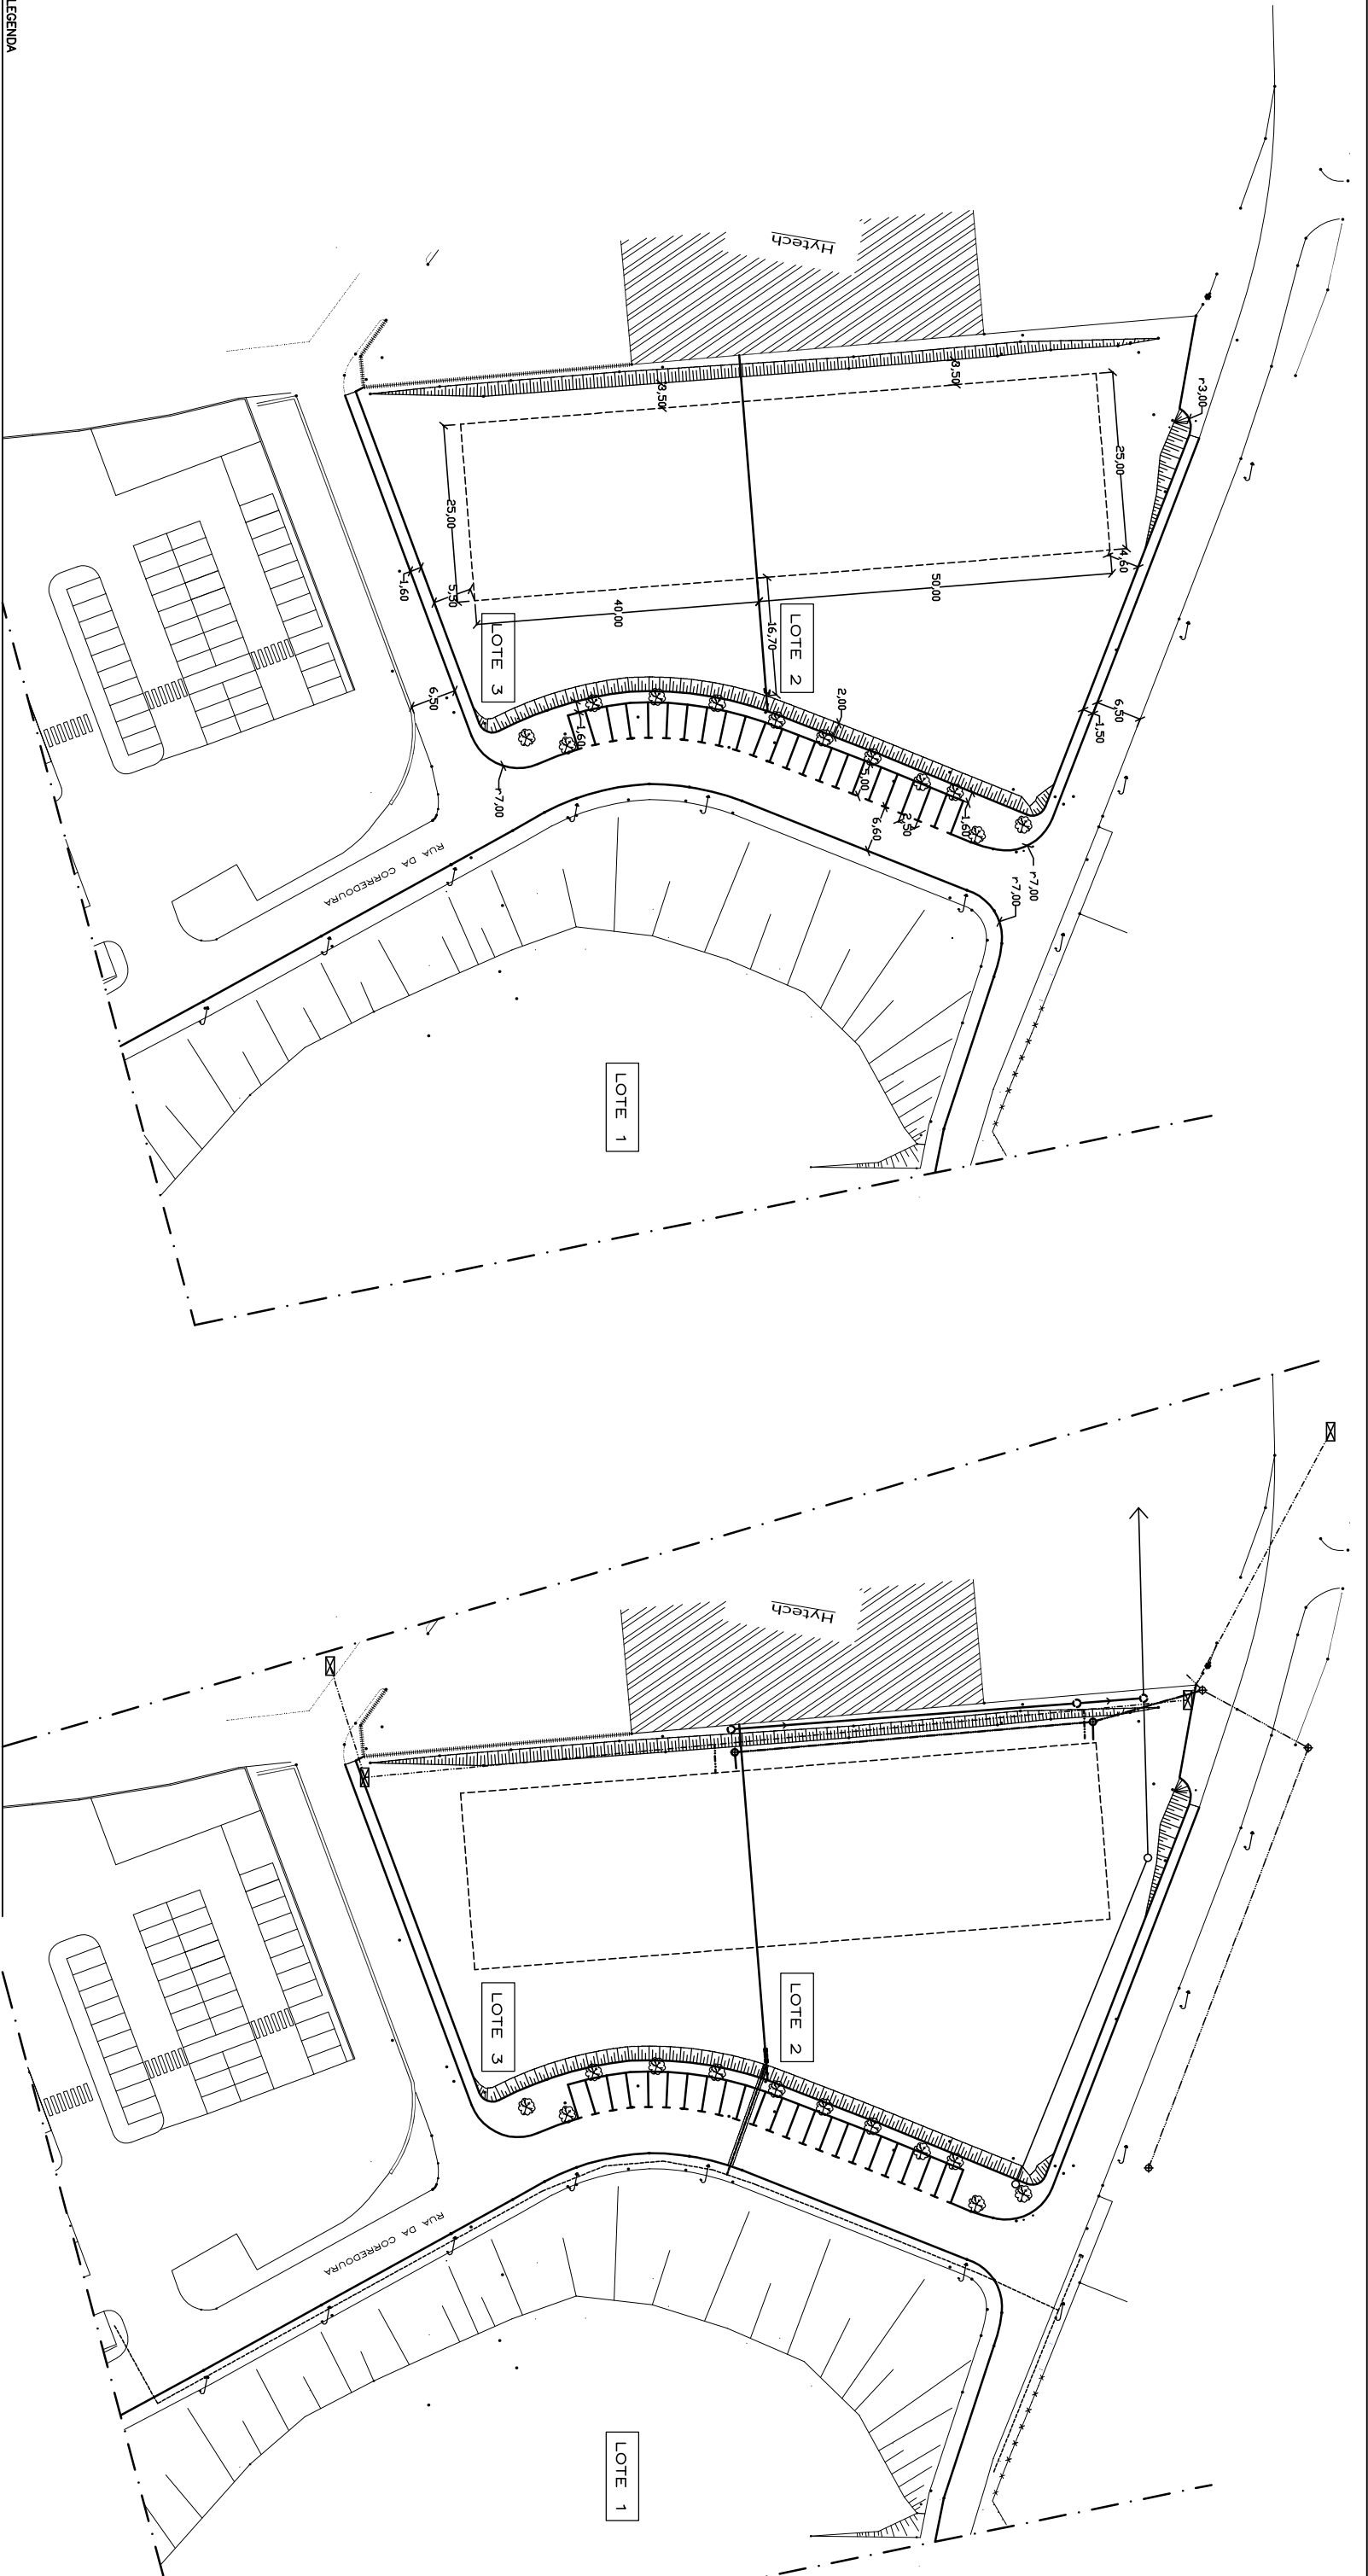 LEGENDA
Hytech
r3,00
3,50
3,50
25,00
4,60
25,00
50,00
40,00
5,50
1,60
LOTE 2
LOTE 3
16,70
6,50
6,50
1,50
2,00
1,60
5,00
2,50
1,60
6,60
r7,00
r7,00
r7,00
RUA DA CORREDOURA
LOTE 1
Hytech
LOTE 2
LOTE 3
RUA DA CORREDOURA
LOTE 1